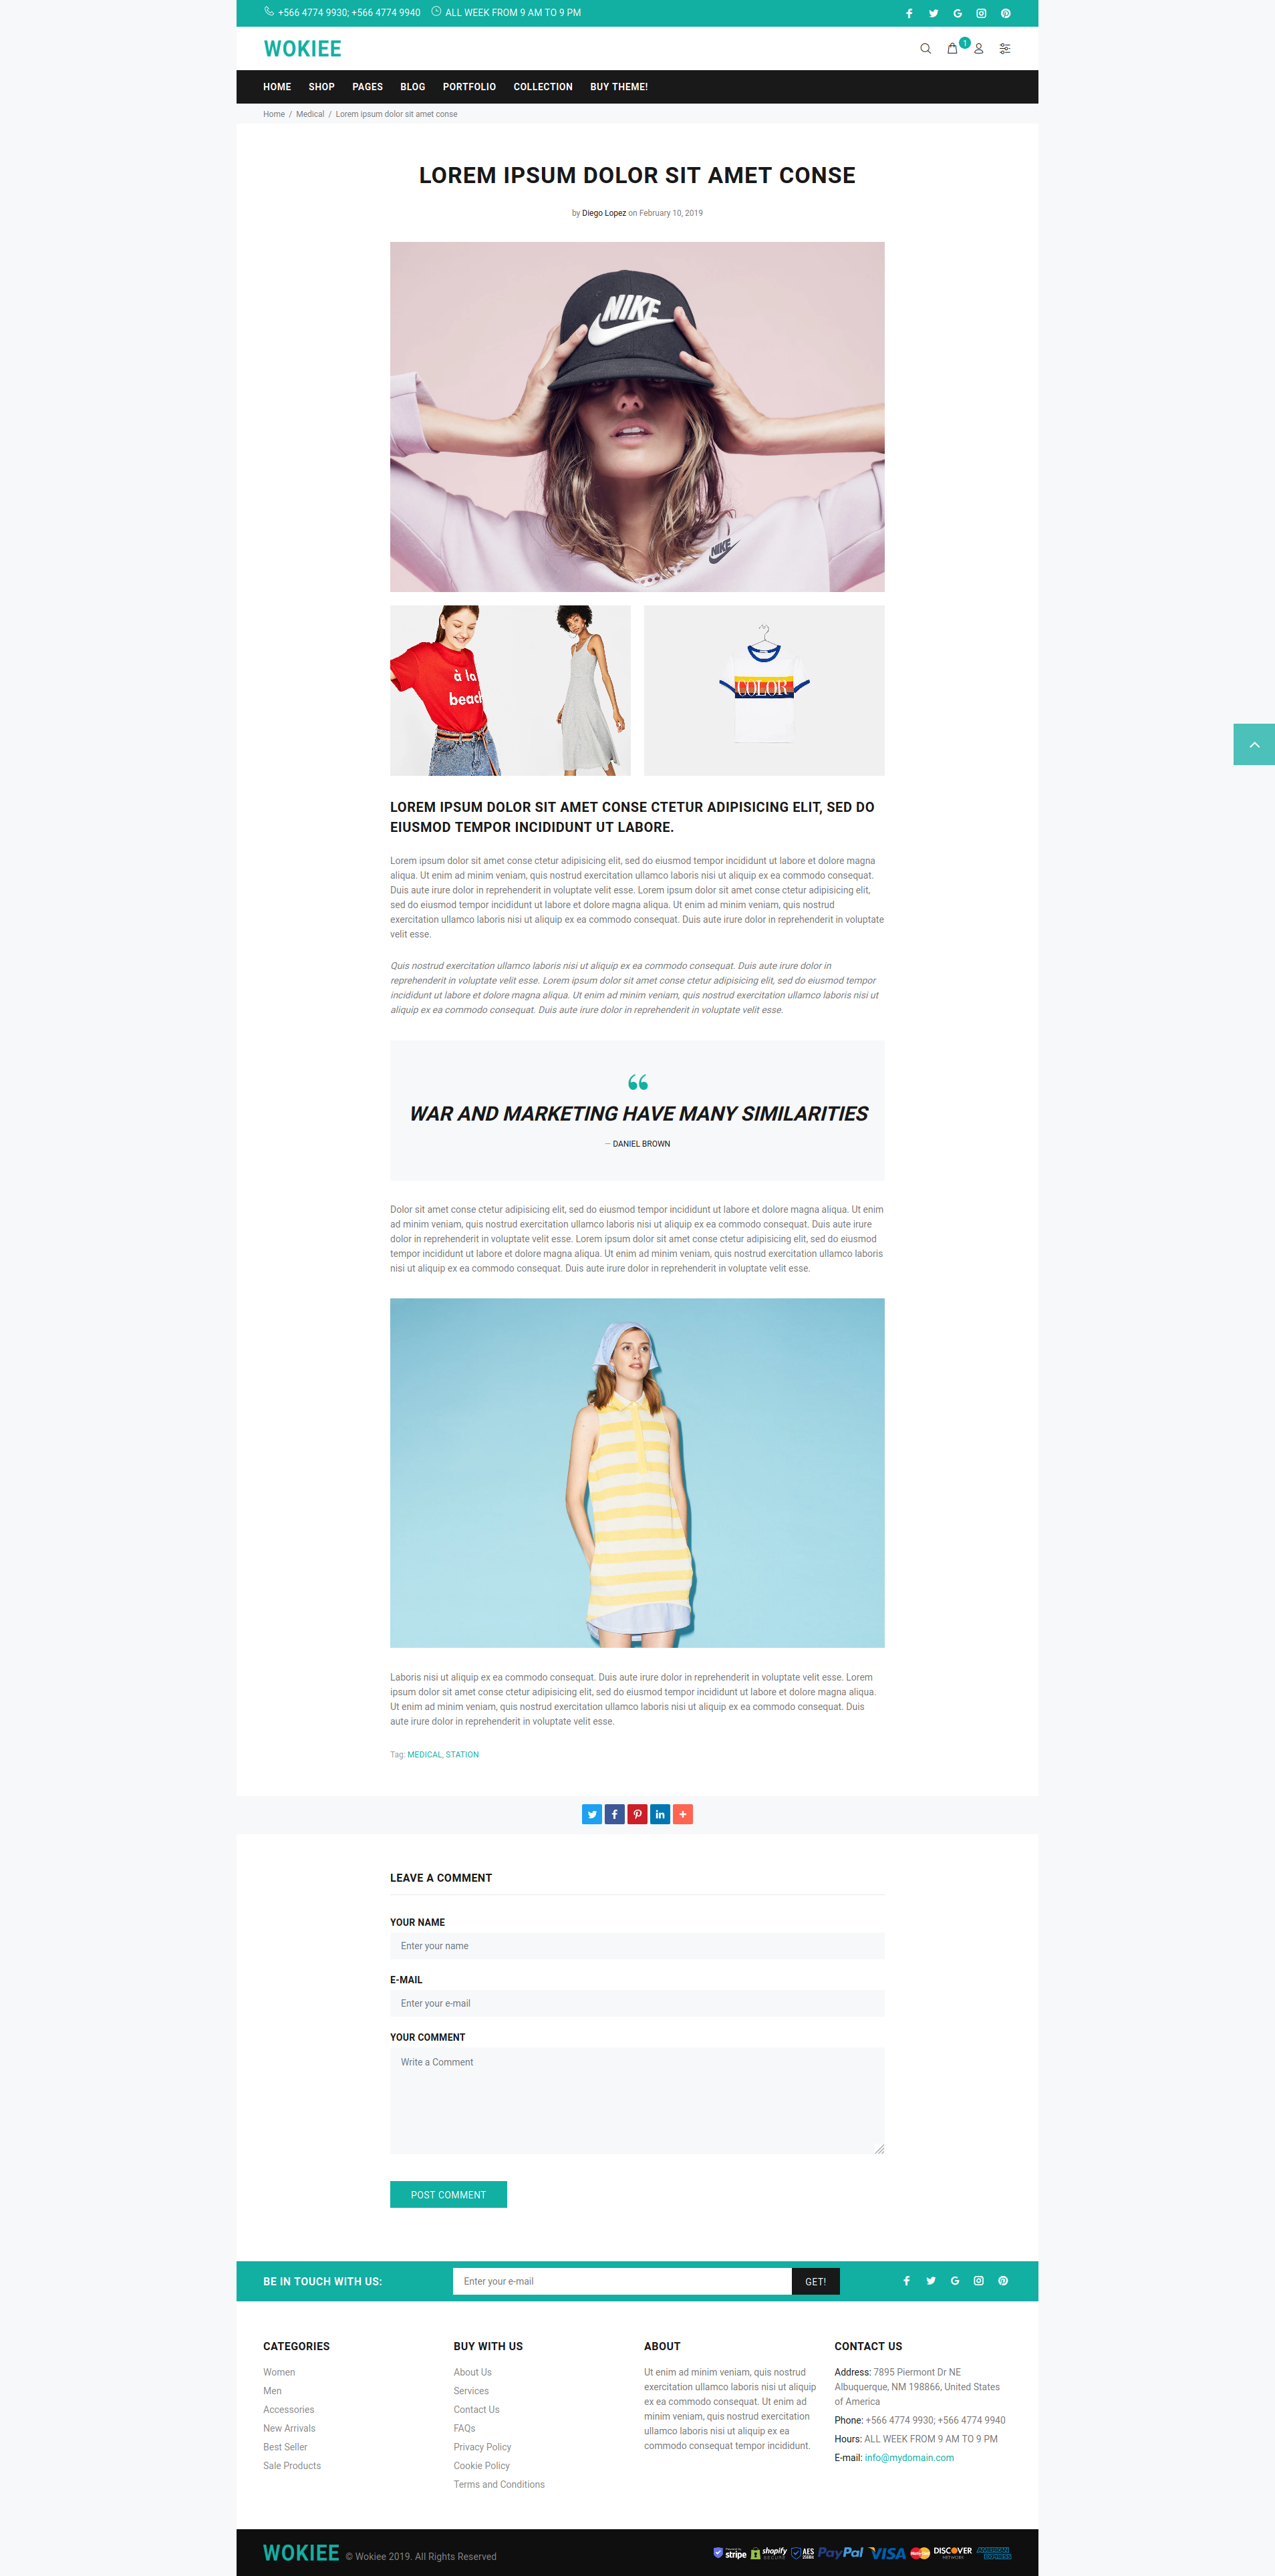 +566 4774 9930; +566 4774 9940 ALL WEEK FROM 9 AM TO 9 PM
WOKIEE
1
HOME SHOP PAGES BLOG PORTFOLIO COLLECTION BUY THEME!
Home / Medical / Lorem ipsum dolor sit amet conse
LOREM IPSUM DOLOR SIT AMET CONSE
by Diego Lopez on February 10, 2019
NIKE
NIKE
à la
beach
COLOR
LOREM IPSUM DOLOR SIT AMET CONSE CTETUR ADIPISICING ELIT, SED DO
EIUSMOD TEMPOR INCIDIDUNT UT LABORE.
Lorem ipsum dolor sit amet conse ctetur adipisicing elit, sed do eiusmod tempor incididunt ut labore et dolore magna
aliqua. Ut enim ad minim veniam, quis nostrud exercitation ullamco laboris nisi ut aliquip ex ea commodo consequat.
Duis aute irure dolor in reprehenderit in voluptate velit esse. Lorem ipsum dolor sit amet conse ctetur adipisicing elit,
sed do eiusmod tempor incididunt ut labore et dolore magna aliqua. Ut enim ad minim veniam, quis nostrud
exercitation ullamco laboris nisi ut aliquip ex ea commodo consequat. Duis aute irure dolor in reprehenderit in voluptate
velit esse.
Quis nostrud exercitation ullamco laboris nisi ut aliquip ex ea commodo consequat. Duis aute irure dolor in
reprehenderit in voluptate velit esse. Lorem ipsum dolor sit amet conse ctetur adipisicing elit, sed do eiusmod tempor
incididunt ut labore et dolore magna aliqua. Ut enim ad minim veniam, quis nostrud exercitation ullamco laboris nisi ut
aliquip ex ea commodo consequat. Duis aute irure dolor in reprehenderit in voluptate velit esse.
WAR AND MARKETING HAVE MANY SIMILARITIES
– DANIEL BROWN
Dolor sit amet conse ctetur adipisicing elit, sed do eiusmod tempor incididunt ut labore et dolore magna aliqua. Ut enim
ad minim veniam, quis nostrud exercitation ullamco laboris nisi ut aliquip ex ea commodo consequat. Duis aute irure
dolor in reprehenderit in voluptate velit esse. Lorem ipsum dolor sit amet conse ctetur adipisicing elit, sed do eiusmod
tempor incididunt ut labore et dolore magna aliqua. Ut enim ad minim veniam, quis nostrud exercitation ullamco laboris
nisi ut aliquip ex ea commodo consequat. Duis aute irure dolor in reprehenderit in voluptate velit esse.
Laboris nisi ut aliquip ex ea commodo consequat. Duis aute irure dolor in reprehenderit in voluptate velit esse. Lorem
ipsum dolor sit amet conse ctetur adipisicing elit, sed do eiusmod tempor incididunt ut labore et dolore magna aliqua.
Ut enim ad minim veniam, quis nostrud exercitation ullamco laboris nisi ut aliquip ex ea commodo consequat. Duis
aute irure dolor in reprehenderit in voluptate velit esse.
Tag: MEDICAL, STATION
LEAVE A COMMENT
YOUR NAME
Enter your name
E-MAIL
Enter your e-mail
YOUR COMMENT
Write a Comment
POST COMMENT
BE IN TOUCH WITH US:
Enter your e-mail
GET!
CATEGORIES
Women
Men
Accessories
New Arrivals
Best Seller
Sale Products
BUY WITH US
About Us
Services
Contact Us
FAQs
Privacy Policy
Cookie Policy
Terms and Conditions
ABOUT
Ut enim ad minim veniam, quis nostrud
exercitation ullamco laboris nisi ut aliquip
ex ea commodo consequat. Ut enim ad
minim veniam, quis nostrud exercitation
ullamco laboris nisi ut aliquip ex ea
commodo consequat tempor incididunt.
CONTACT US
Address: 7895 Piermont Dr NE
Albuquerque, NM 198866, United States
of America
Phone: +566 4774 9930; +566 4774 9940
Hours: ALL WEEK FROM 9 AM TO 9 PM
E-mail: info@mydomain.com
WOKIEE © Wokiee 2019. All Rights Reserved
stripe shopify SECURE AES 256Bit PayPal VISA MasterCard DISCOVER NETWORK AMERICAN EXPRESS